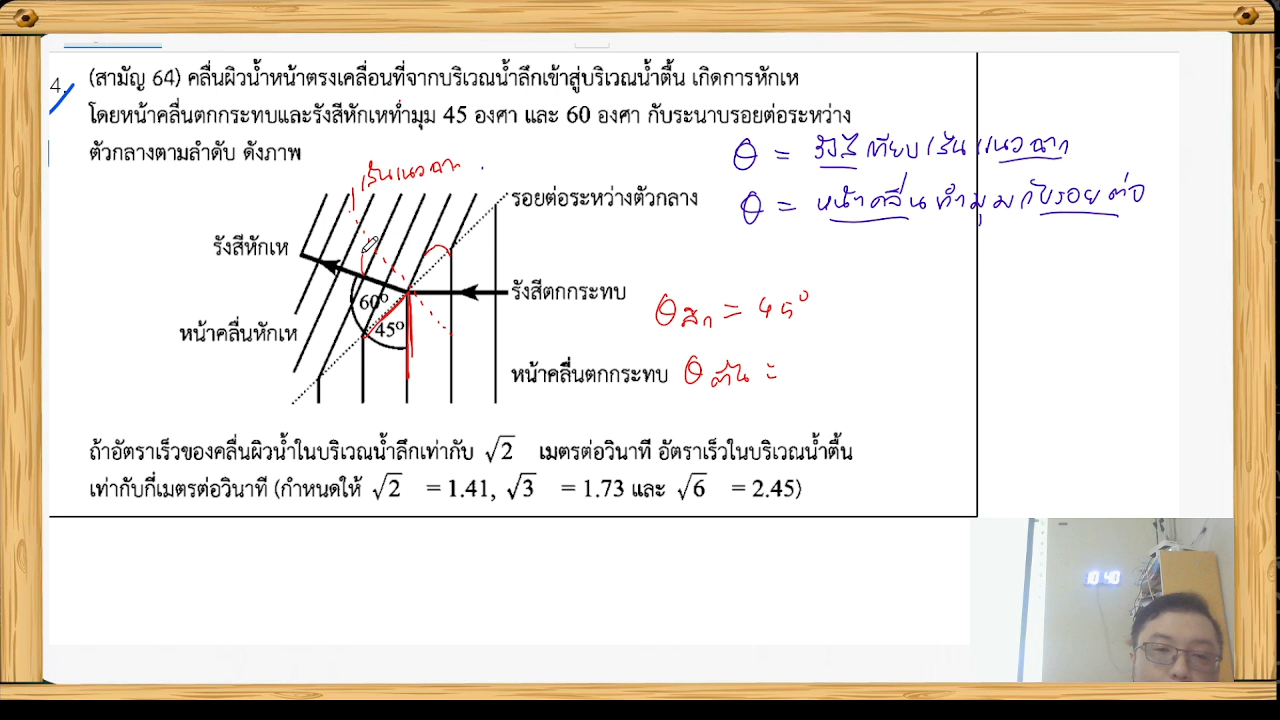 4.
(สามัญ 64) คลื่นผิวน้ำหน้าตรงเคลื่อนที่จากบริเวณน้ำลึกเข้าสู่บริเวณน้ำตื้น เกิดการหักเห
โดยหน้าคลื่นตกกระทบและรังสีหักเหทำมุม 45 องศา และ 60 องศา กับระนาบรอยต่อระหว่าง
ตัวกลางตามลำดับ ดังภาพ
θ = รังสีเทียบเส้นแนวฉาก
เส้นแนวฉาก
รอยต่อระหว่างตัวกลาง
θ = หน้าคลื่นทำมุมกับรอยต่อ
รังสีหักเห
รังสีตกกระทบ
60°
θลึก = 45°
หน้าคลื่นหักเห
45°
หน้าคลื่นตกกระทบ
θตื้น =
ถ้าอัตราเร็วของคลื่นผิวน้ำในบริเวณน้ำลึกเท่ากับ √2 เมตรต่อวินาที อัตราเร็วในบริเวณน้ำตื้น
เท่ากับกี่เมตรต่อวินาที (กำหนดให้ √2 = 1.41, √3 = 1.73 และ √6 = 2.45)
10:40